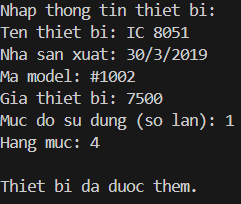 Nhap thong tin thiet bi:
Ten thiet bi: IC 8051
Nha san xuat: 30/3/2019
Ma model: #1002
Gia thiet bi: 7500
Muc do su dung (so lan): 1
Hang muc: 4
Thiet bi da duoc them.